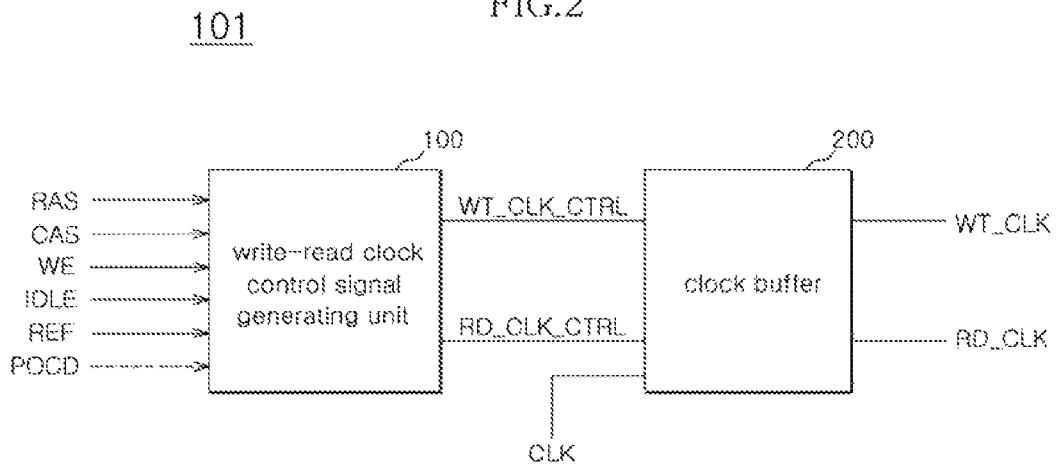 FIG.2
101
100
200
RAS
CAS
WE
IDLE
REF
POCD
write-read clock
control signal
generating unit
WT_CLK_CTRL
RD_CLK_CTRL
clock buffer
WT_CLK
RD_CLK
CLK